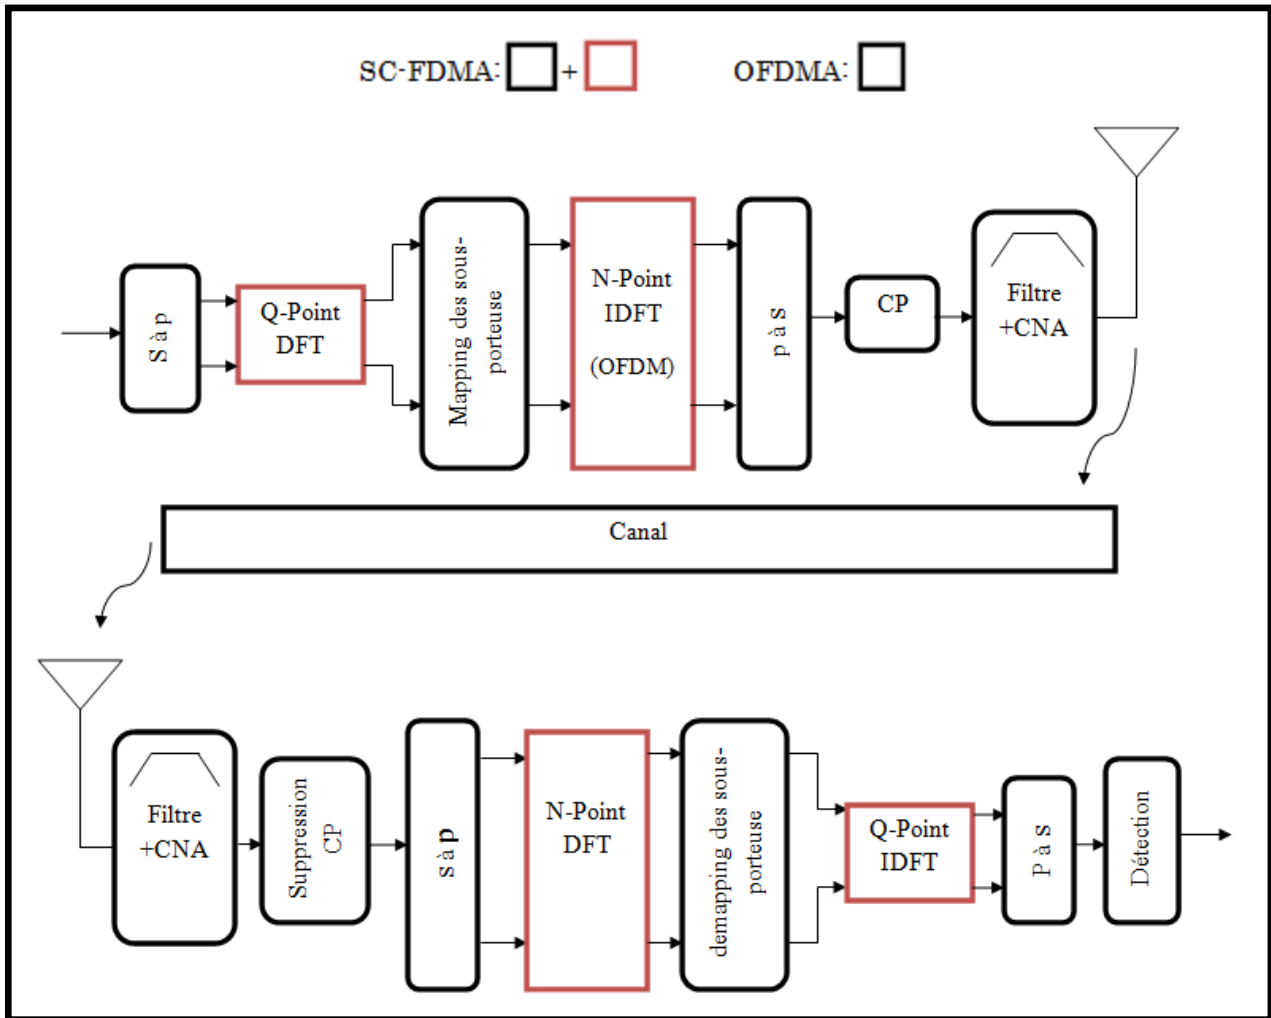 SC-FDMA: + OFDMA:
S à p
Q-Point
DFT
Mapping des sous-
porteuse
N-Point
IDFT
(OFDM)
p à s
CP
Filtre
+CNA
Canal
Filtre
+CNA
Suppression
CP
s à p
N-Point
DFT
demapping des sous-
porteuse
Q-Point
IDFT
P à s
Détection